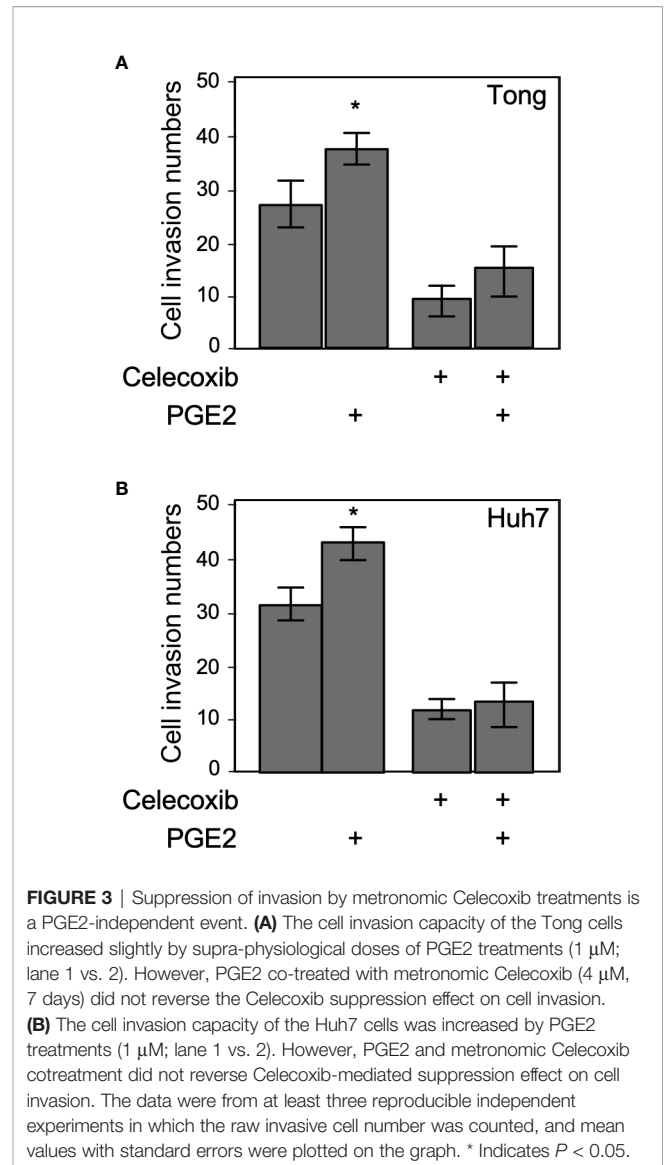 A
50
Tong
*
40
30
20
10
0
Cell invasion numbers
Celecoxib + +
PGE2 + +
B
50
Huh7
*
40
30
20
10
0
Cell invasion numbers
Celecoxib + +
PGE2 + +
FIGURE 3 | Suppression of invasion by metronomic Celecoxib treatments is
a PGE2-independent event. (A) The cell invasion capacity of the Tong cells
increased slightly by supra-physiological doses of PGE2 treatments (1 μM;
lane 1 vs. 2). However, PGE2 co-treated with metronomic Celecoxib (4 μM,
7 days) did not reverse the Celecoxib suppression effect on cell invasion.
(B) The cell invasion capacity of the Huh7 cells was increased by PGE2
treatments (1 μM; lane 1 vs. 2). However, PGE2 and metronomic Celecoxib
cotreatment did not reverse Celecoxib-mediated suppression effect on cell
invasion. The data were from at least three reproducible independent
experiments in which the raw invasive cell number was counted, and mean
values with standard errors were plotted on the graph. * Indicates P < 0.05.